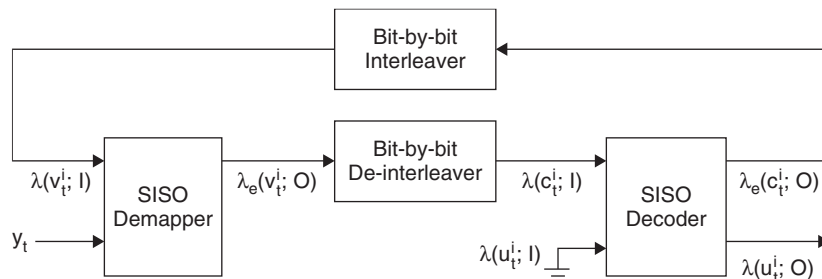 Bit-by-bit
Interleaver
λ(v_t^i; I)
SISO
Demapper
y_t
λ_e(v_t^i; O)
Bit-by-bit
De-interleaver
λ(c_t^i; I)
λ(u_t^i; I)
SISO
Decoder
λ_e(c_t^i; O)
λ(u_t^i; O)